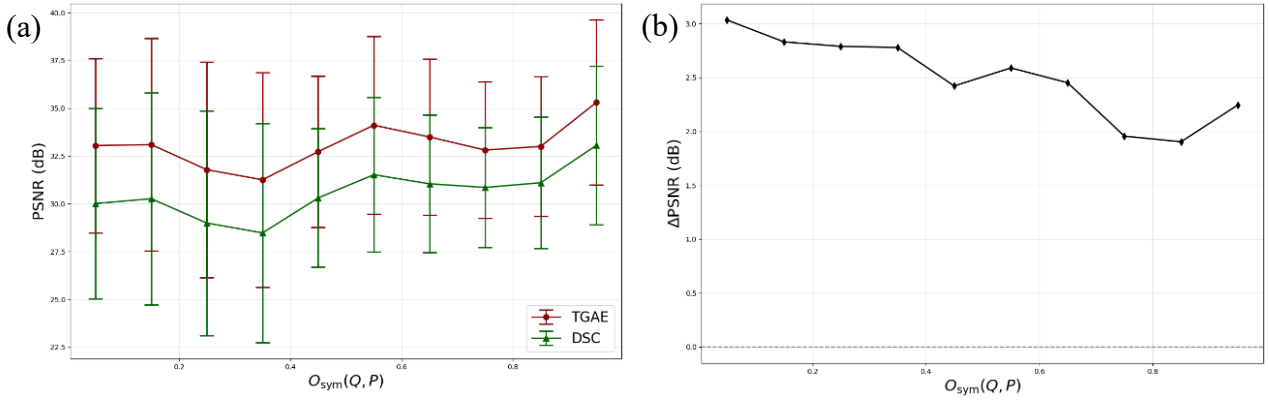 (a)
PSNR (dB)
40.0
37.5
35.0
32.5
30.0
27.5
25.0
22.5
0.2
0.4
0.6
0.8
O_sym(Q, P)
TGAE
DSC
(b)
ΔPSNR (dB)
3.0
2.5
2.0
1.5
1.0
0.5
0.0
0.2
0.4
0.6
0.8
O_sym(Q, P)